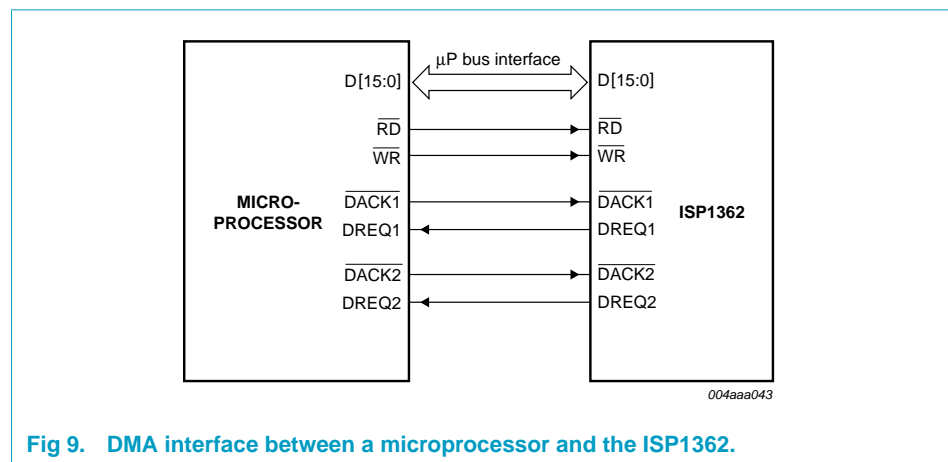 μP bus interface
D[15:0] D[15:0]
RD RD
WR WR
MICRO-
PROCESSOR
DACK1 DACK1
ISP1362
DREQ1 DREQ1
DACK2 DACK2
DREQ2 DREQ2
004aaa043
Fig 9. DMA interface between a microprocessor and the ISP1362.